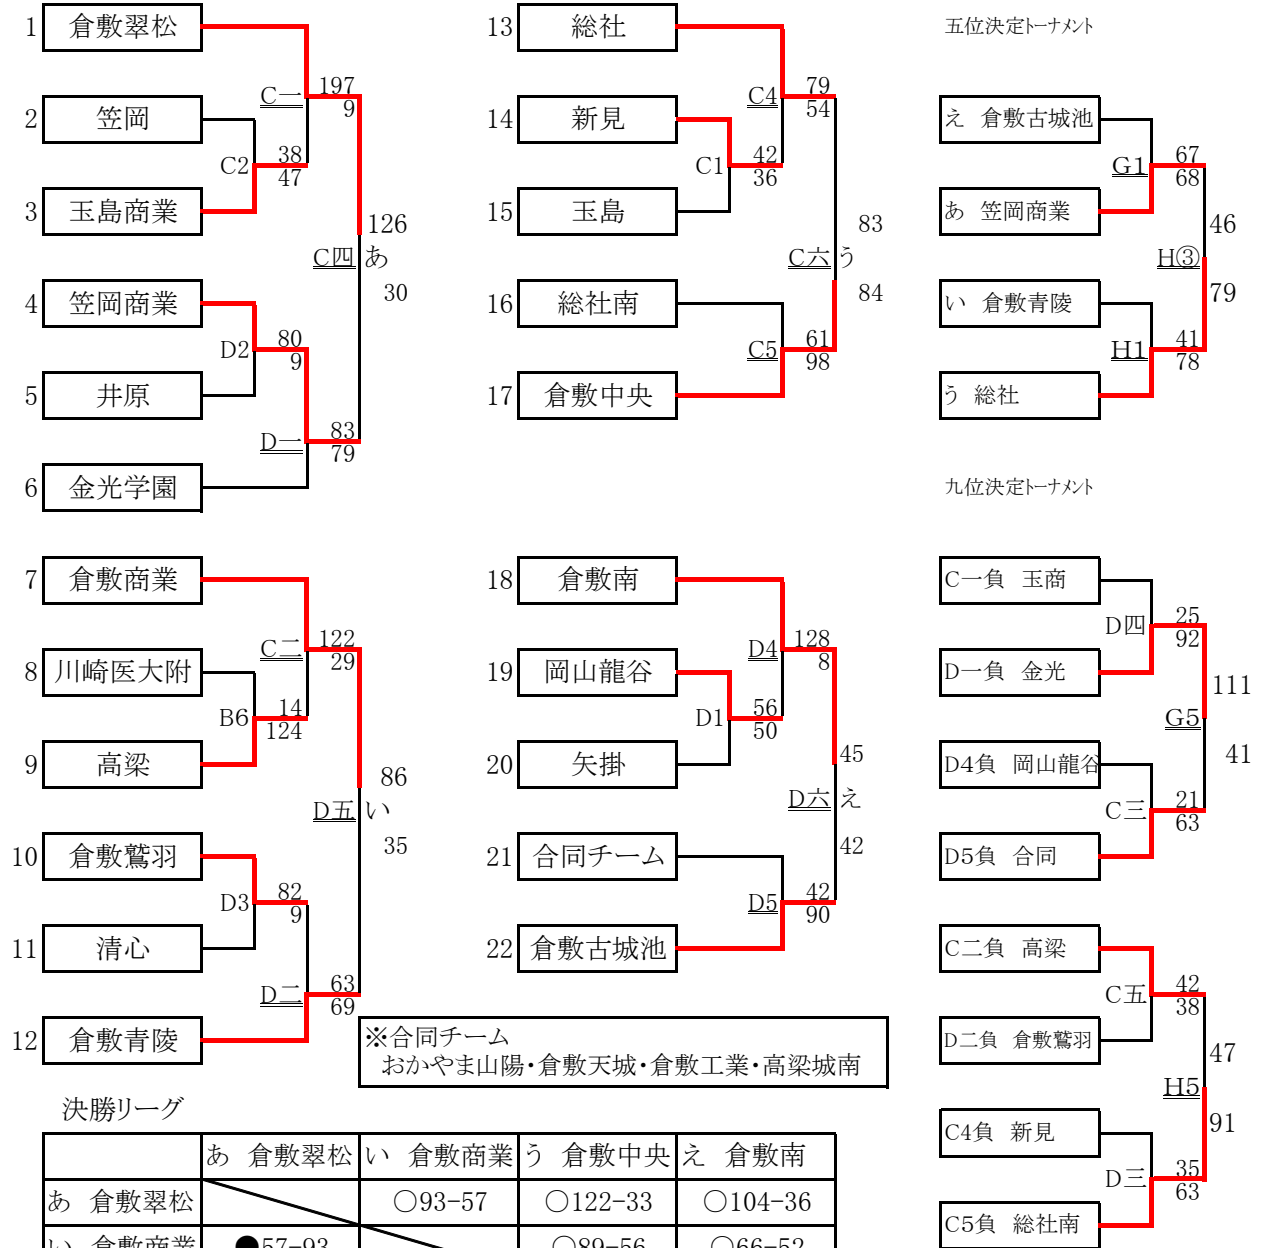 1 倉敷翠松
2 笠岡
3 玉島商業
C一 197 9
C2 38 47
4 笠岡商業
5 井原
6 金光学園
D2 80 9
D一 83 79
126
C四 あ
30
7 倉敷商業
8 川崎医大附
9 高梁
C二 122 29
B6 14 124
10 倉敷鷲羽
11 清心
12 倉敷青陵
D3 82 9
D二 63 69
86
D五 い
35
13 総社
14 新見
15 玉島
C4 79 54
C1 42 36
16 総社南
17 倉敷中央
C5 61 98
83
C六 う
84
18 倉敷南
19 岡山龍谷
20 矢掛
D4 128 8
D1 56 50
21 合同チーム
22 倉敷古城池
D5 42 90
45
D六 え
42
※合同チーム
おかやま山陽・倉敷天城・倉敷工業・高梁城南
五位決定トーナメント
え 倉敷古城池
あ 笠岡商業
G1 67 68
い 倉敷青陵
う 総社
H1 41 78
46
H③
79
九位決定トーナメント
C一負 玉商
D一負 金光
D四 25 92
D4負 岡山龍谷
D5負 合同
C三 21 63
111
G5
41
C二負 高梁
D二負 倉敷鷲羽
C五 42 38
C4負 新見
C5負 総社南
D三 35 63
47
H5
91
決勝リーグ
あ 倉敷翠松 い 倉敷商業 う 倉敷中央 え 倉敷南
あ 倉敷翠松 ○93-57 ○122-33 ○104-36
い 倉敷商業 ●57-93 ○89-56 ○66-52